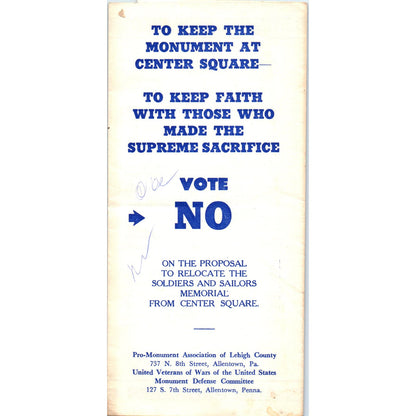 TO KEEP THE
MONUMENT AT
CENTER SQUARE—
TO KEEP FAITH
WITH THOSE WHO
MADE THE
SUPREME SACRIFICE
VOTE
NO
ON THE PROPOSAL
TO RELOCATE THE
SOLDIERS AND SAILORS
MEMORIAL
FROM CENTER SQUARE.
Pro-Monument Association of Lehigh County
737 N. 8th Street, Allentown, Pa.
United Veterans of Wars of the United States
Monument Defense Committee
127 S. 7th Street, Allentown, Penna.